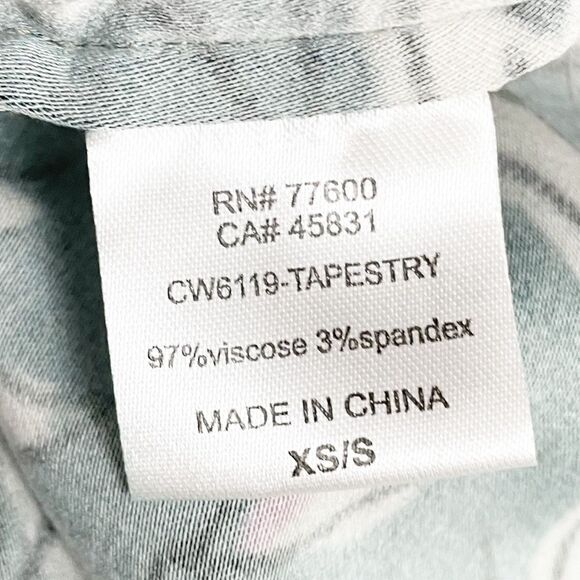 RN# 77600
CA# 45831
CW6119-TAPESTRY
97%viscose 3%spandex
MADE IN CHINA
XS/S